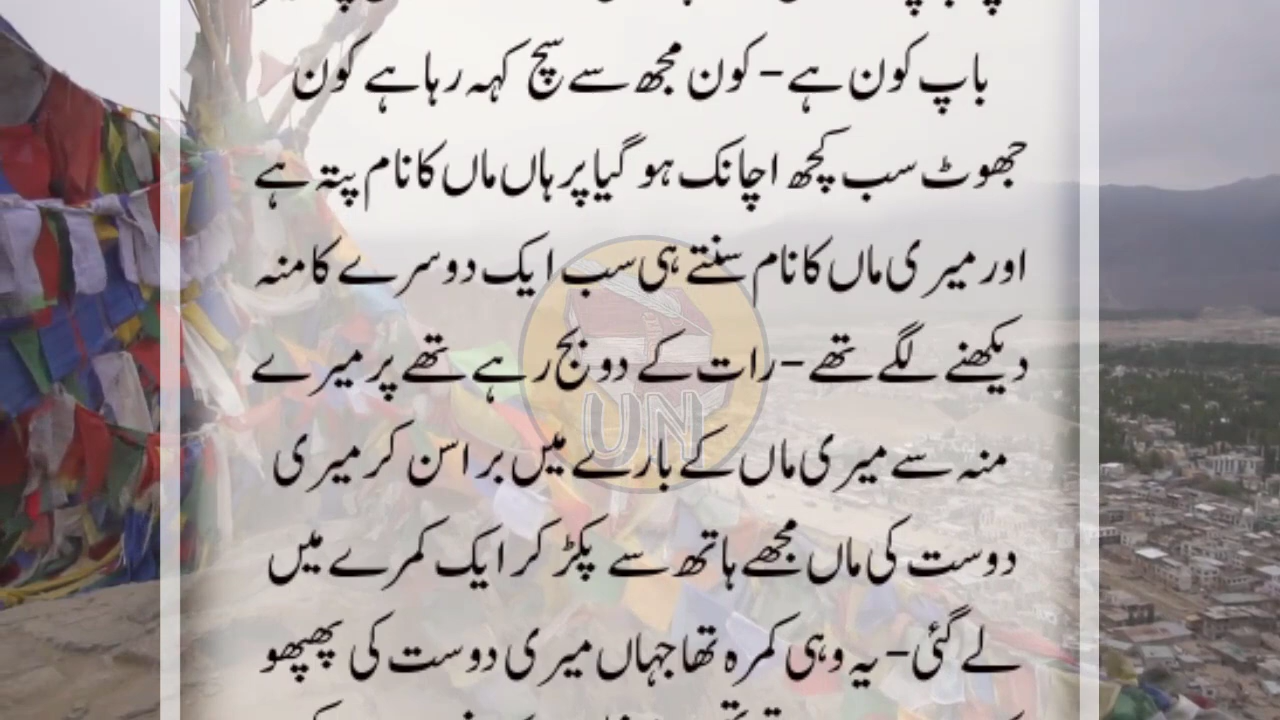 باپ کون ہے – کون مجھ سے سچ کہہ رہا ہے کون
جھوٹ سب کچھ اچانک ہو گیا پر ہاں ماں کا نام پتہ ہے
اور میری ماں کا نام سنتے ہی سب ایک دوسرے کا منہ
دیکھنے لگے تھے – رات کے دو بج رہے تھے پر میرے
منہ سے میری ماں کے بارے میں برا سن کر میری
دوست کی ماں مجھے ہاتھ سے پکڑ کر ایک کمرے میں
لے گئی – یہ وہی کمرہ تھا جہاں میری دوست کی پھپھو
UN